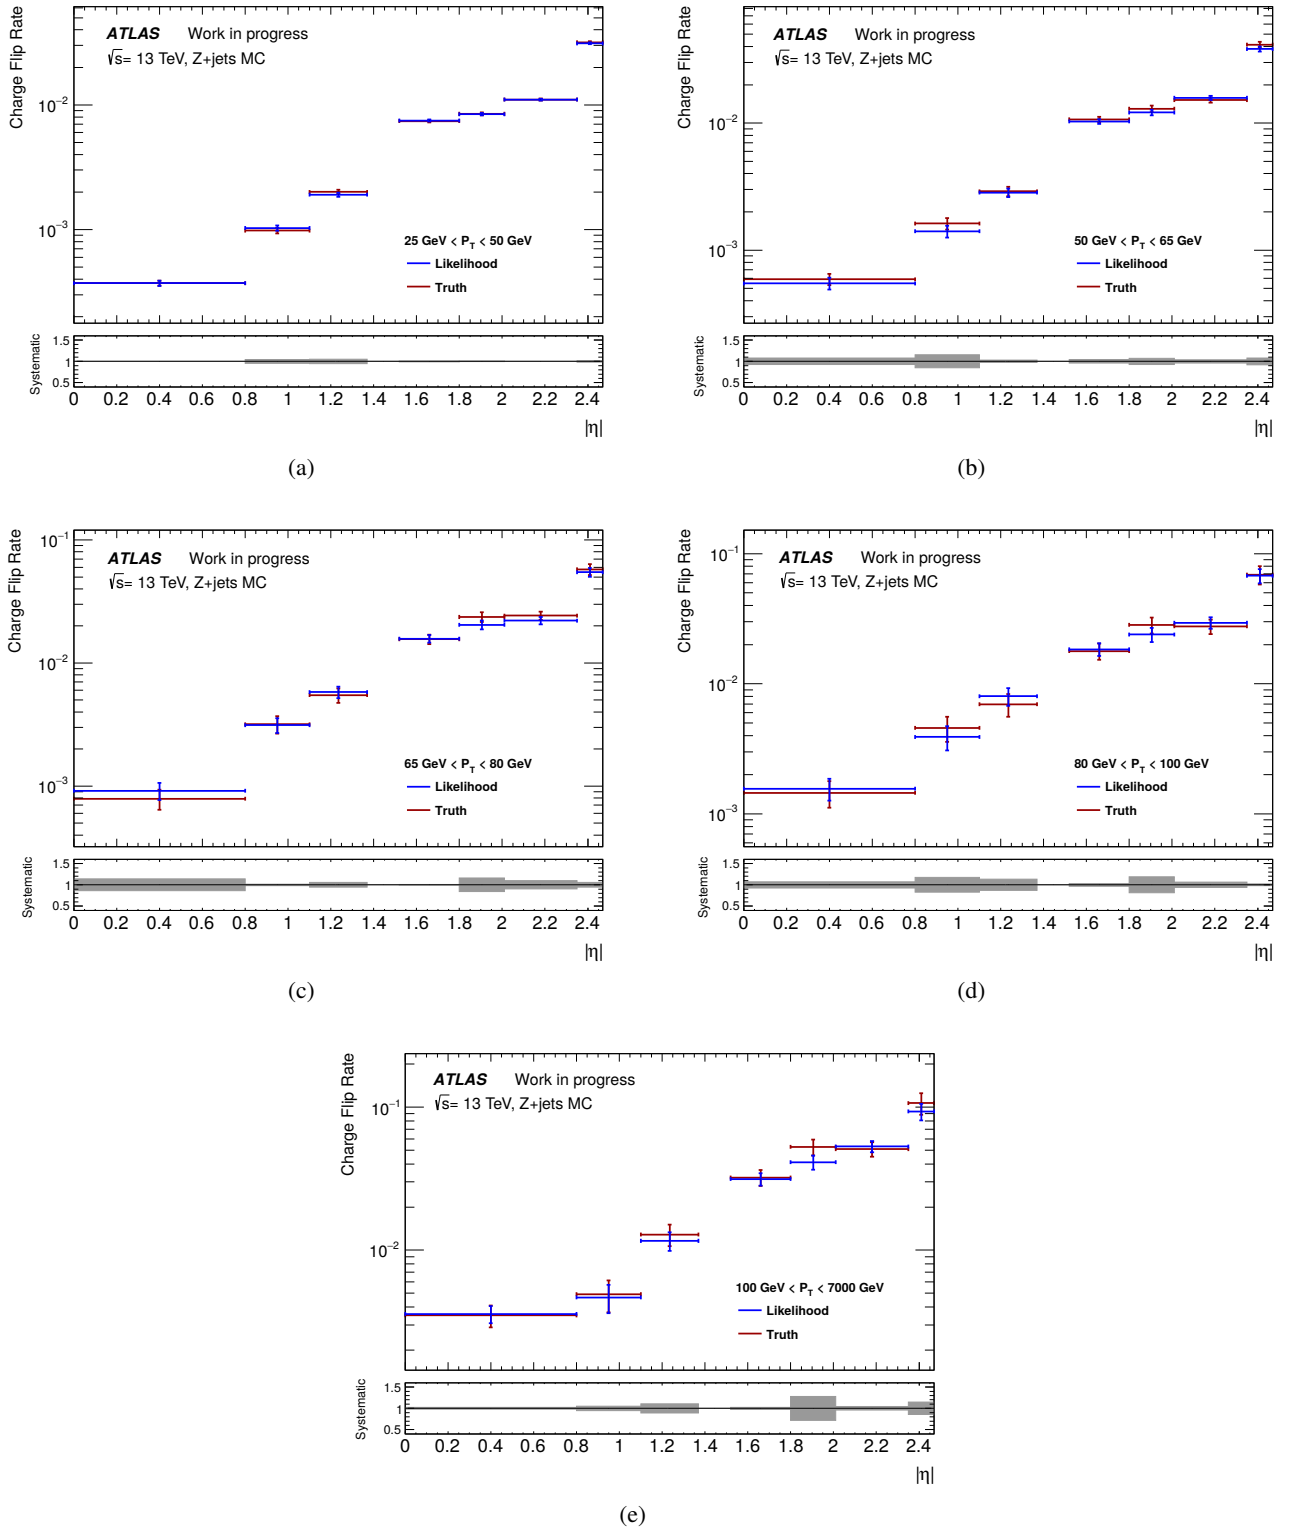 Charge Flip Rate
ATLAS Work in progress
√s= 13 TeV, Z+jets MC
10⁻²
10⁻³
25 GeV < P_T < 50 GeV
Likelihood
Truth
Systematic
1.5
1
0.5
0 0.2 0.4 0.6 0.8 1 1.2 1.4 1.6 1.8 2 2.2 2.4
|η|
(a)
Charge Flip Rate
ATLAS Work in progress
√s= 13 TeV, Z+jets MC
10⁻²
10⁻³
50 GeV < P_T < 65 GeV
Likelihood
Truth
Systematic
1.5
1
0.5
0 0.2 0.4 0.6 0.8 1 1.2 1.4 1.6 1.8 2 2.2 2.4
|η|
(b)
Charge Flip Rate
10⁻¹
ATLAS Work in progress
√s= 13 TeV, Z+jets MC
10⁻²
10⁻³
65 GeV < P_T < 80 GeV
Likelihood
Truth
Systematic
1.5
1
0.5
0 0.2 0.4 0.6 0.8 1 1.2 1.4 1.6 1.8 2 2.2 2.4
|η|
(c)
Charge Flip Rate
10⁻¹
ATLAS Work in progress
√s= 13 TeV, Z+jets MC
10⁻²
10⁻³
80 GeV < P_T < 100 GeV
Likelihood
Truth
Systematic
1.5
1
0.5
0 0.2 0.4 0.6 0.8 1 1.2 1.4 1.6 1.8 2 2.2 2.4
|η|
(d)
Charge Flip Rate
ATLAS Work in progress
√s= 13 TeV, Z+jets MC
10⁻¹
10⁻²
100 GeV < P_T < 7000 GeV
Likelihood
Truth
Systematic
1.5
1
0.5
0 0.2 0.4 0.6 0.8 1 1.2 1.4 1.6 1.8 2 2.2 2.4
|η|
(e)